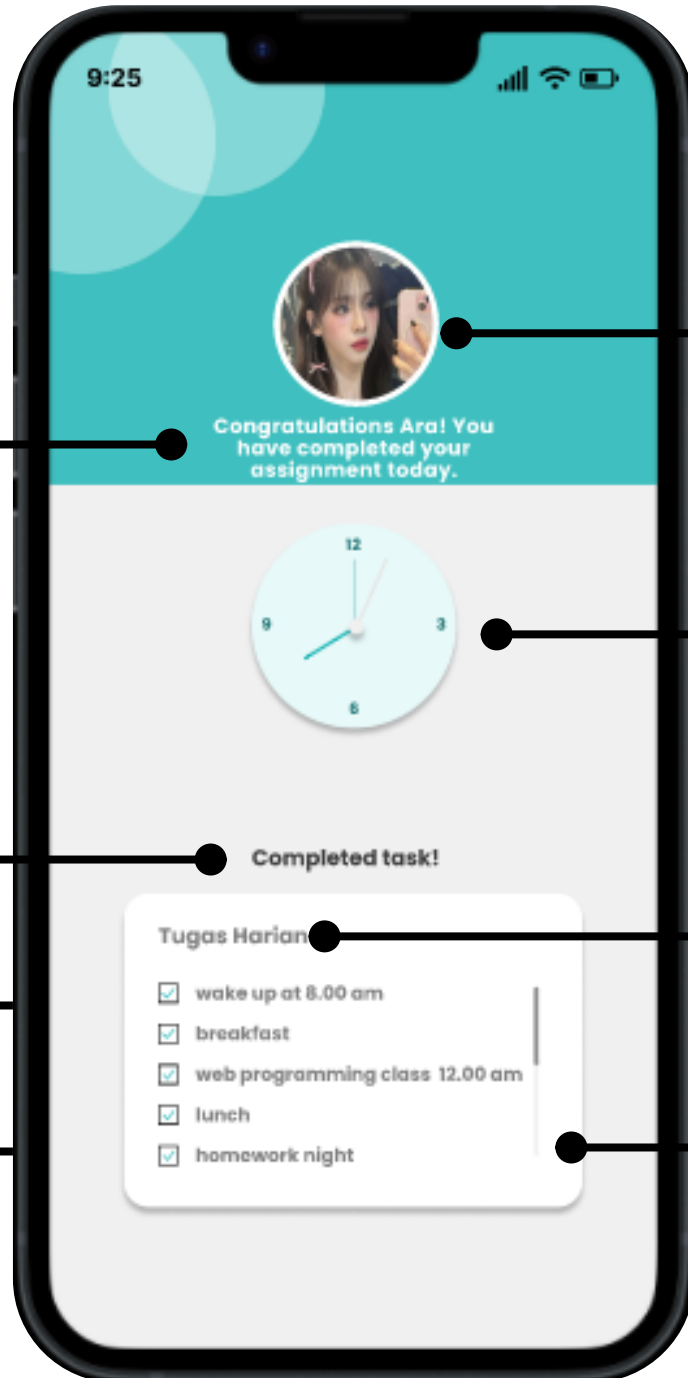 9:25
Congratulations Ara! You
have completed your
assignment today.
12
9
3
6
Completed task!
Tugas Harian
wake up at 8.00 am
breakfast
web programming class 12.00 am
lunch
homework night